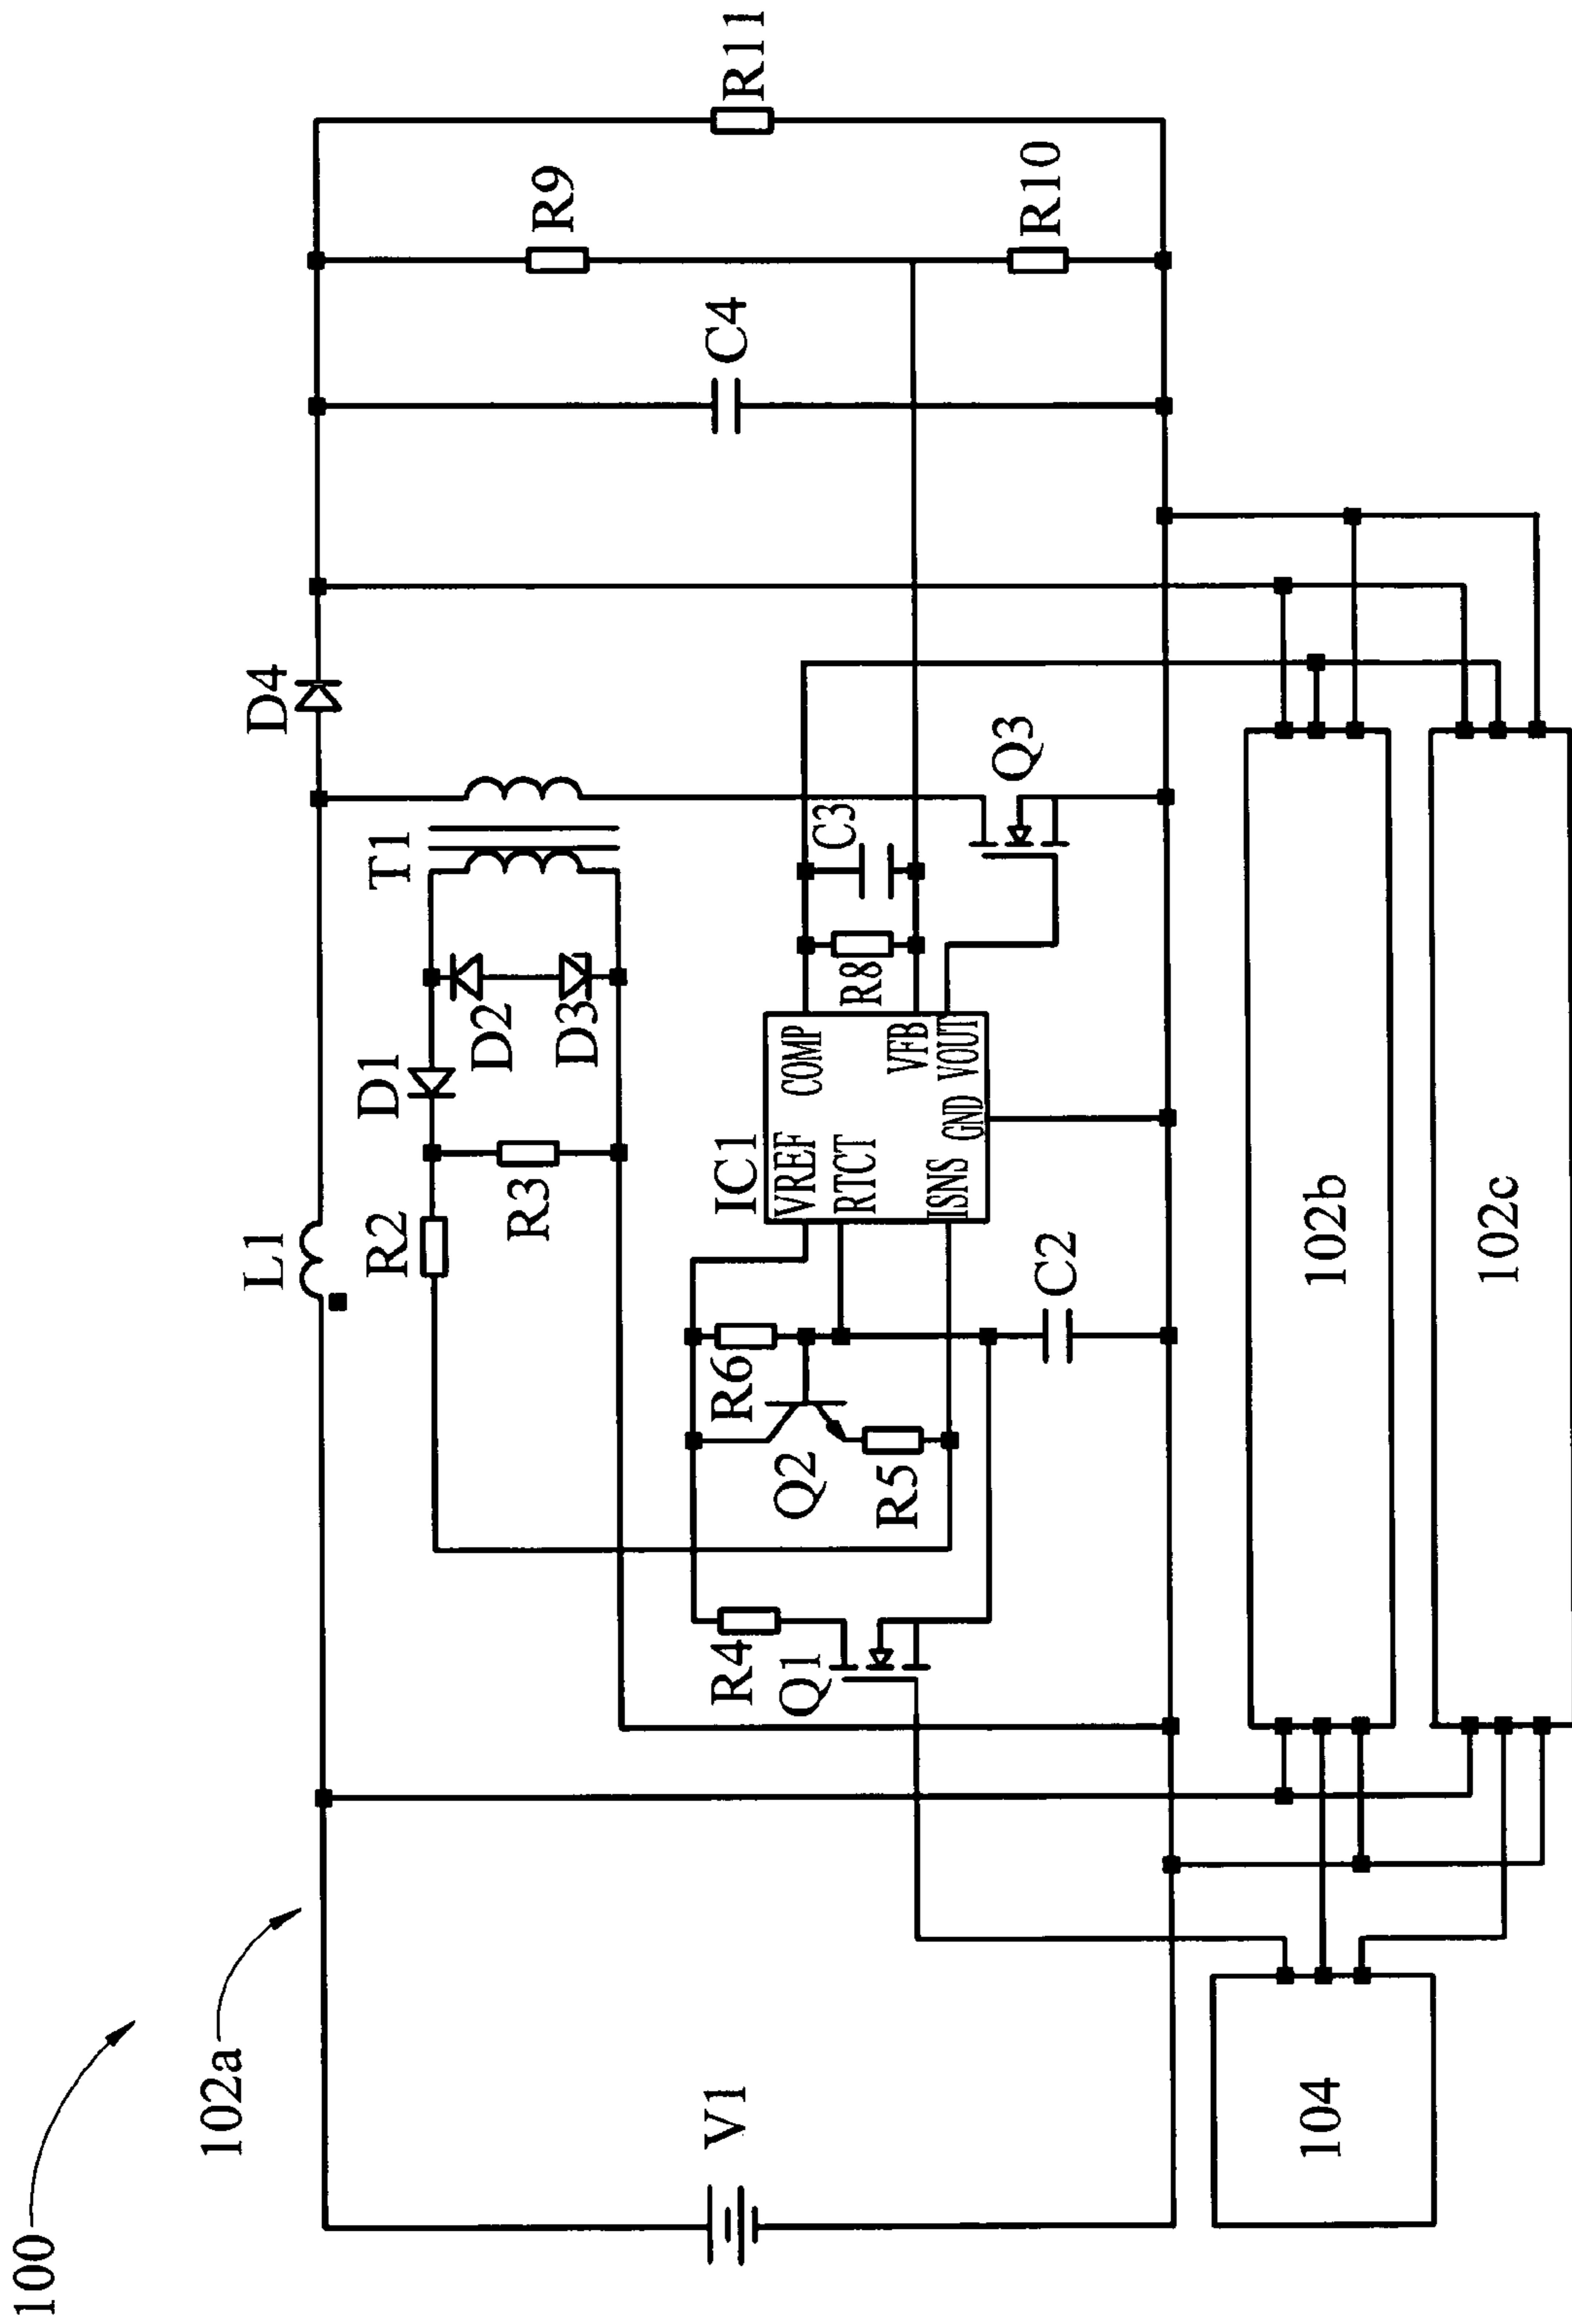 100
102a
L1
D4
T1
D1
R2
D2
R3
D3
R9
R11
C4
R10
IC1
VREF
COMP
RTCT
VFB
ISNS
GND
VOUT
R8
C3
Q3
R6
Q2
R5
C2
R4
Q1
V1
104
102b
102c